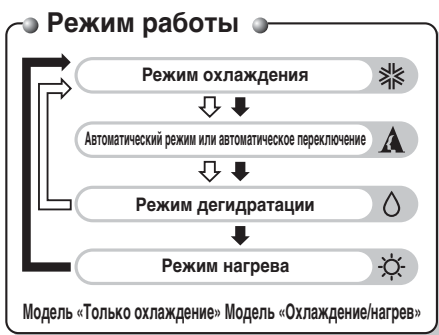 Режим работы
Режим охлаждения
Автоматический режим или автоматическое переключение
Режим дегидратации
Режим нагрева
Модель «Только охлаждение» Модель «Охлаждение/нагрев»